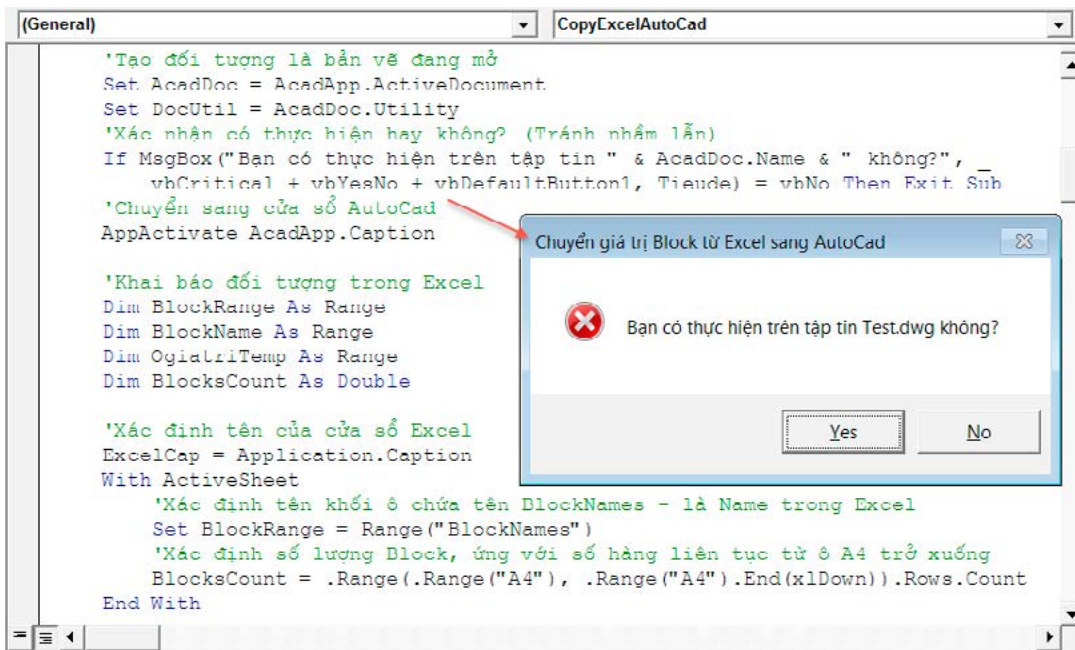 (General)
CopyExcelAutoCad
'Tạo đối tượng là bản vẽ đang mở
Set AcadDoc = AcadApp.ActiveDocument
Set DocUtil = AcadDoc.Utility
'Xác nhận có thực hiện hay không? (Tránh nhầm lẫn)
If MsgBox("Bạn có thực hiện trên tập tin " & AcadDoc.Name & " không?", _
vbCritical + vbYesNo + vbDefaultButton1, Tieude) = vbNo Then Exit Sub
'Chuyển sang cửa sổ AutoCad
AppActivate AcadApp.Caption
'Khai báo đối tượng trong Excel
Dim BlockRange As Range
Dim BlockName As Range
Dim OgiatriTemp As Range
Dim BlocksCount As Double
'Xác định tên của cửa sổ Excel
ExcelCap = Application.Caption
With ActiveSheet
'Xác định tên khối ô chứa tên BlockNames - là Name trong Excel
Set BlockRange = Range("BlockNames")
'Xác định số lượng Block, ứng với số hàng liên tục từ ô A4 trở xuống
BlocksCount = .Range(.Range("A4"), .Range("A4").End(xlDown)).Rows.Count
End With
Chuyển giá trị Block từ Excel sang AutoCad
Bạn có thực hiện trên tập tin Test.dwg không?
Yes
No